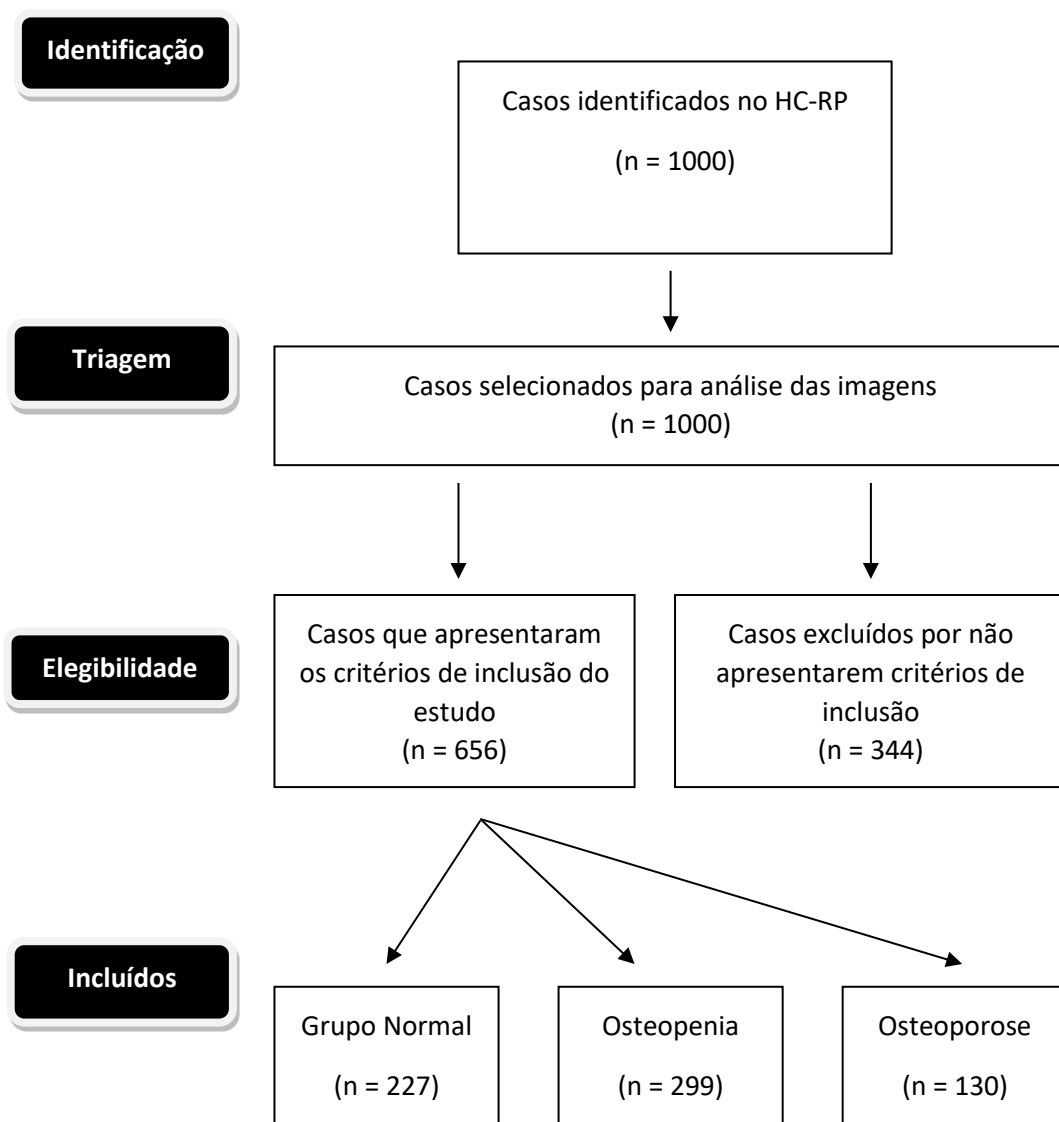 Identificação
Casos identificados no HC-RP
(n = 1000)
Triagem
Casos selecionados para análise das imagens
(n = 1000)
Elegibilidade
Casos que apresentaram
os critérios de inclusão do
estudo
(n = 656)
Casos excluídos por não
apresentarem critérios de
inclusão
(n = 344)
Incluídos
Grupo Normal
(n = 227)
Osteopenia
(n = 299)
Osteoporose
(n = 130)